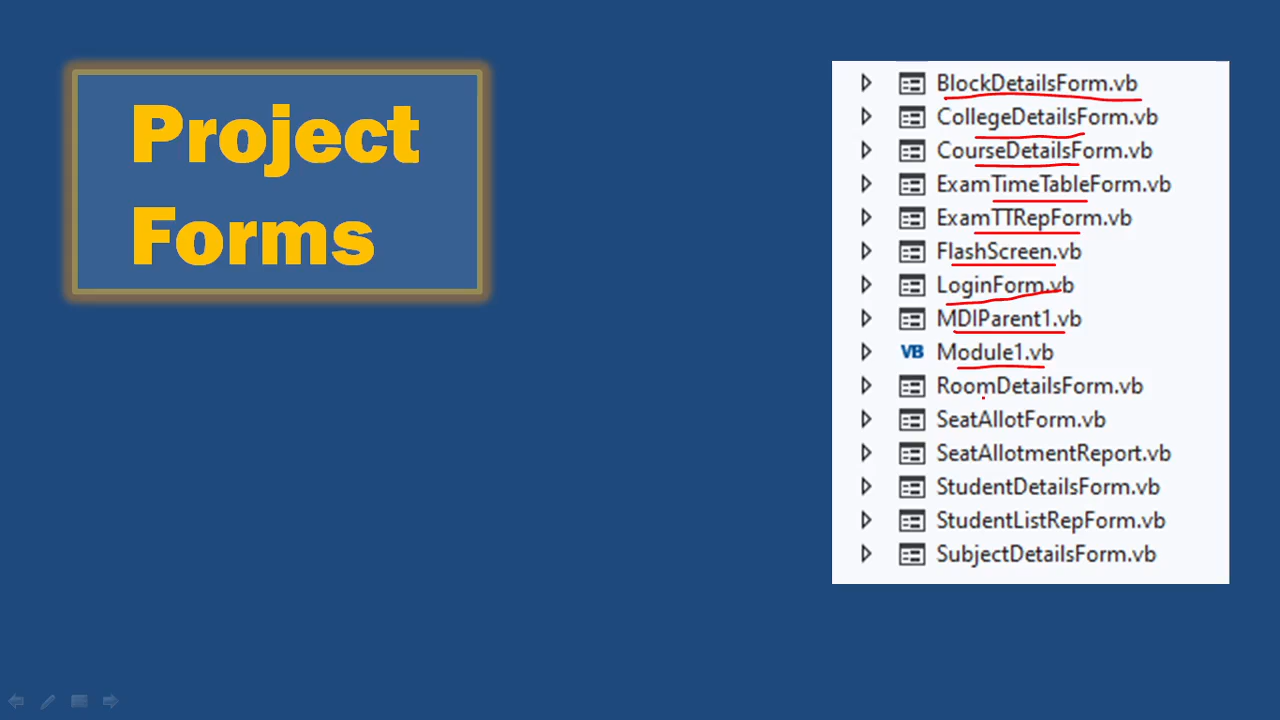 Project
Forms
BlockDetailsForm.vb
CollegeDetailsForm.vb
CourseDetailsForm.vb
ExamTimeTableForm.vb
ExamTTRepForm.vb
FlashScreen.vb
LoginForm.vb
MDIParent1.vb
VB Module1.vb
RoomDetailsForm.vb
SeatAllotForm.vb
SeatAllotmentReport.vb
StudentDetailsForm.vb
StudentListRepForm.vb
SubjectDetailsForm.vb